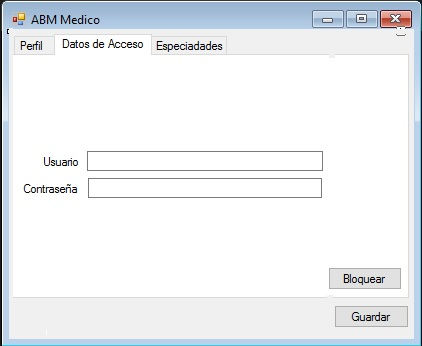 ABM Medico
Perfil Datos de Acceso Especiadades
Usuario
Contraseña
Bloquear
Guardar